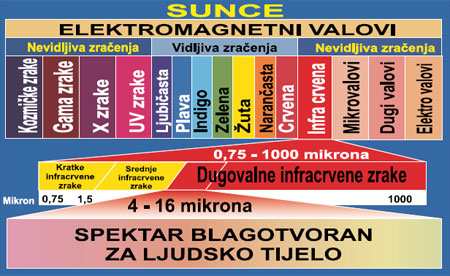 SUNCE
ELEKTROMAGNETNI VALOVI
Nevidljiva zračenja Vidljiva zračenja Nevidljiva zračenja
Kozmičke zrake
Gama zrake
X zrake
UV zrake
Ljubičasta
Plava
Indigo
Zelena
Žuta
Narančasta
Crvena
Infra crvena
Mikrovalovi
Dugi valovi
Elektro valovi
0,75 - 1000 mikrona
Kratke
infracvene
zrake
Srednje
infracrvene
zrake
Dugovalne infracrvene zrake
Mikron 0,75 1,5 1000
4 - 16 mikrona
SPEKTAR BLAGOTVORAN
ZA LJUDSKO TIJELO